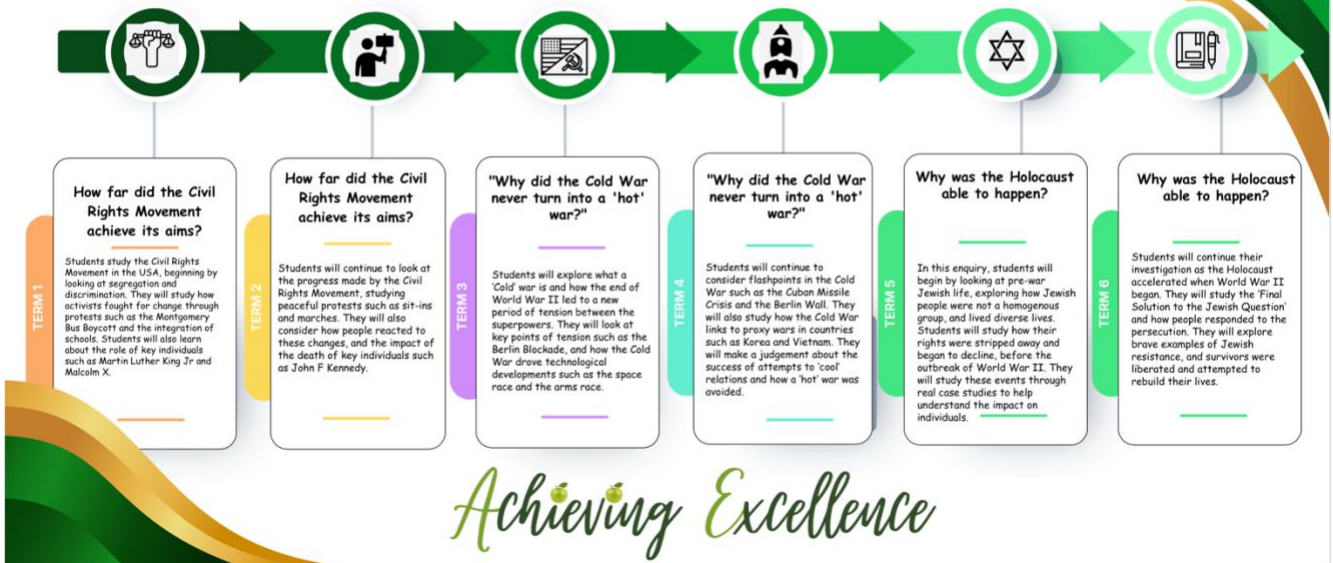 How far did the Civil
Rights Movement
achieve its aims?
TERM 1
Students study the Civil Rights
Movement in the USA, beginning by
looking at segregation and
discrimination. They will study how
activists fought for change through
protests such as the Montgomery
Bus Boycott and the integration of
schools. Students will also learn
about the role of key individuals
such as Martin Luther King Jr and
Malcolm X.
How far did the Civil
Rights Movement
achieve its aims?
TERM 2
Students will continue to look at
the progress made by the Civil
Rights Movement, studying
peaceful protests such as sit-ins
and marches. They will also
consider how people reacted to
these changes, and the impact of
the death of key individuals such
as John F Kennedy.
"Why did the Cold War
never turn into a 'hot'
war?"
TERM 3
Students will explore what a
'Cold' war is and how the end of
World War II led to a new
period of tension between the
superpowers. They will look at
key points of tension such as the
Berlin Blockade, and how the Cold
War drove technological
developments such as the space
race and the arms race.
"Why did the Cold War
never turn into a 'hot'
war?"
TERM 4
Students will continue to
consider flashpoints in the Cold
War such as the Cuban Missile
Crisis and the Berlin Wall. They
will also study how the Cold War
links to proxy wars in countries
such as Korea and Vietnam. They
will make a judgement about the
success of attempts to 'cool'
relations and how a 'hot' war was
avoided.
Why was the Holocaust
able to happen?
TERM 5
In this enquiry, students will
begin by looking at pre-war
Jewish life, exploring how Jewish
people were not a homogenous
group, and lived diverse lives.
Students will study how their
rights were stripped away and
began to decline, before the
outbreak of World War II. They
will study these events through
real case studies to help
understand the impact on
individuals.
Why was the Holocaust
able to happen?
TERM 6
Students will continue their
investigation as the Holocaust
accelerated when World War II
began. They will study the 'Final
Solution to the Jewish Question'
and how people responded to the
persecution. They will explore
brave examples of Jewish
resistance, and survivors were
liberated and attempted to
rebuild their lives.
Achieving Excellence